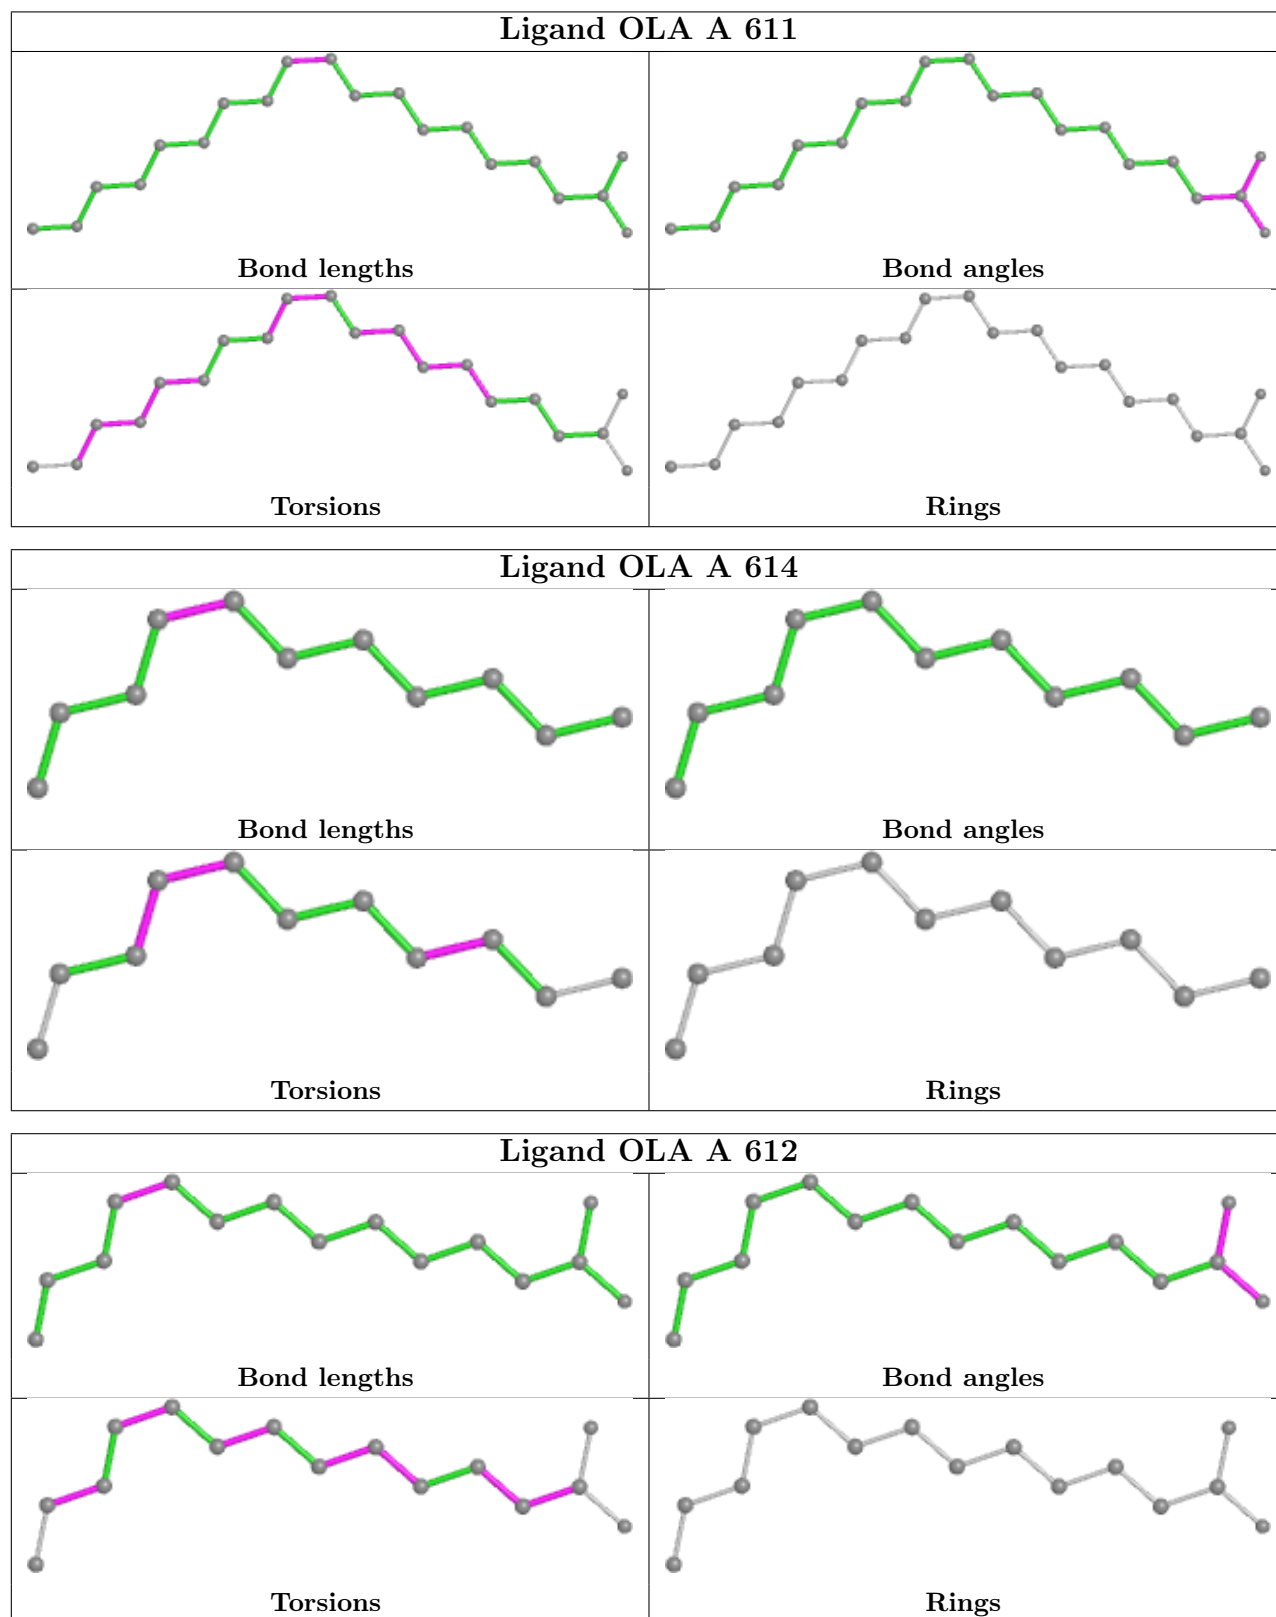 Ligand OLA A 611
Bond lengths
Bond angles
Torsions
Rings
Ligand OLA A 614
Bond lengths
Bond angles
Torsions
Rings
Ligand OLA A 612
Bond lengths
Bond angles
Torsions
Rings